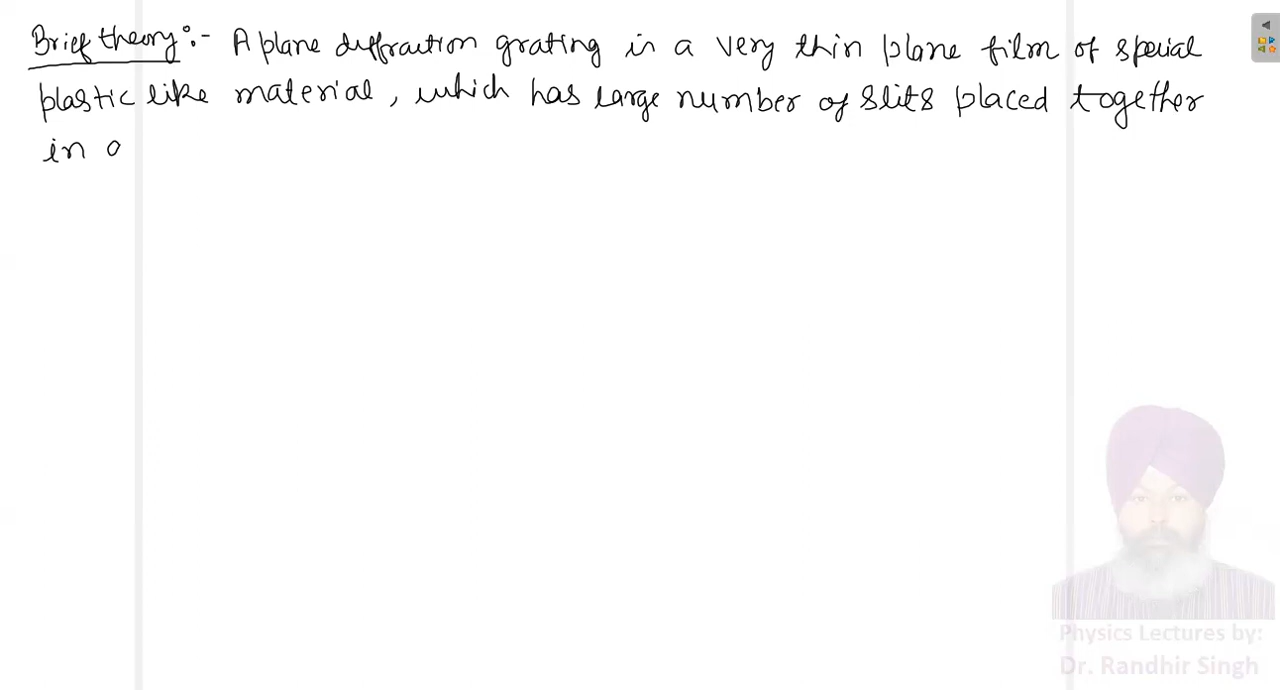 Brief theory:- A plane diffraction grating is a very thin plane film of special
plastic like material, which has large number of slits placed together
in a
Physics Lectures by:
Dr. Randhir Singh